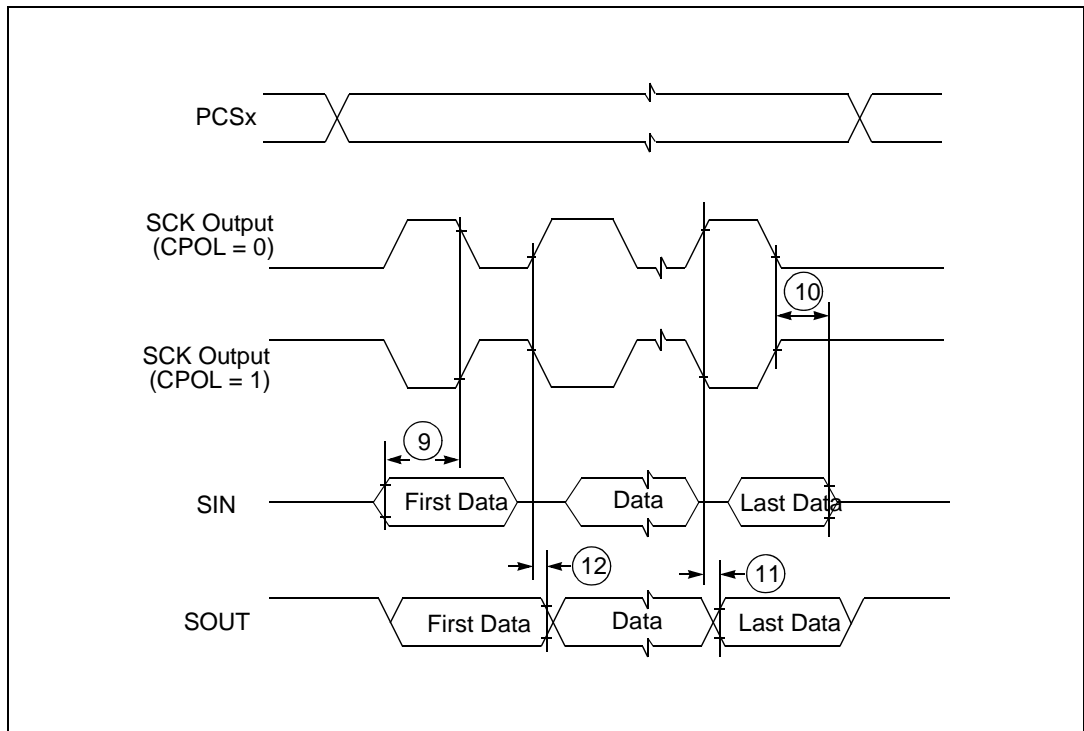 PCSx
SCK Output
(CPOL = 0)
10
SCK Output
(CPOL = 1)
9
SIN
First Data
Data
Last Data
12
11
SOUT
First Data
Data
Last Data